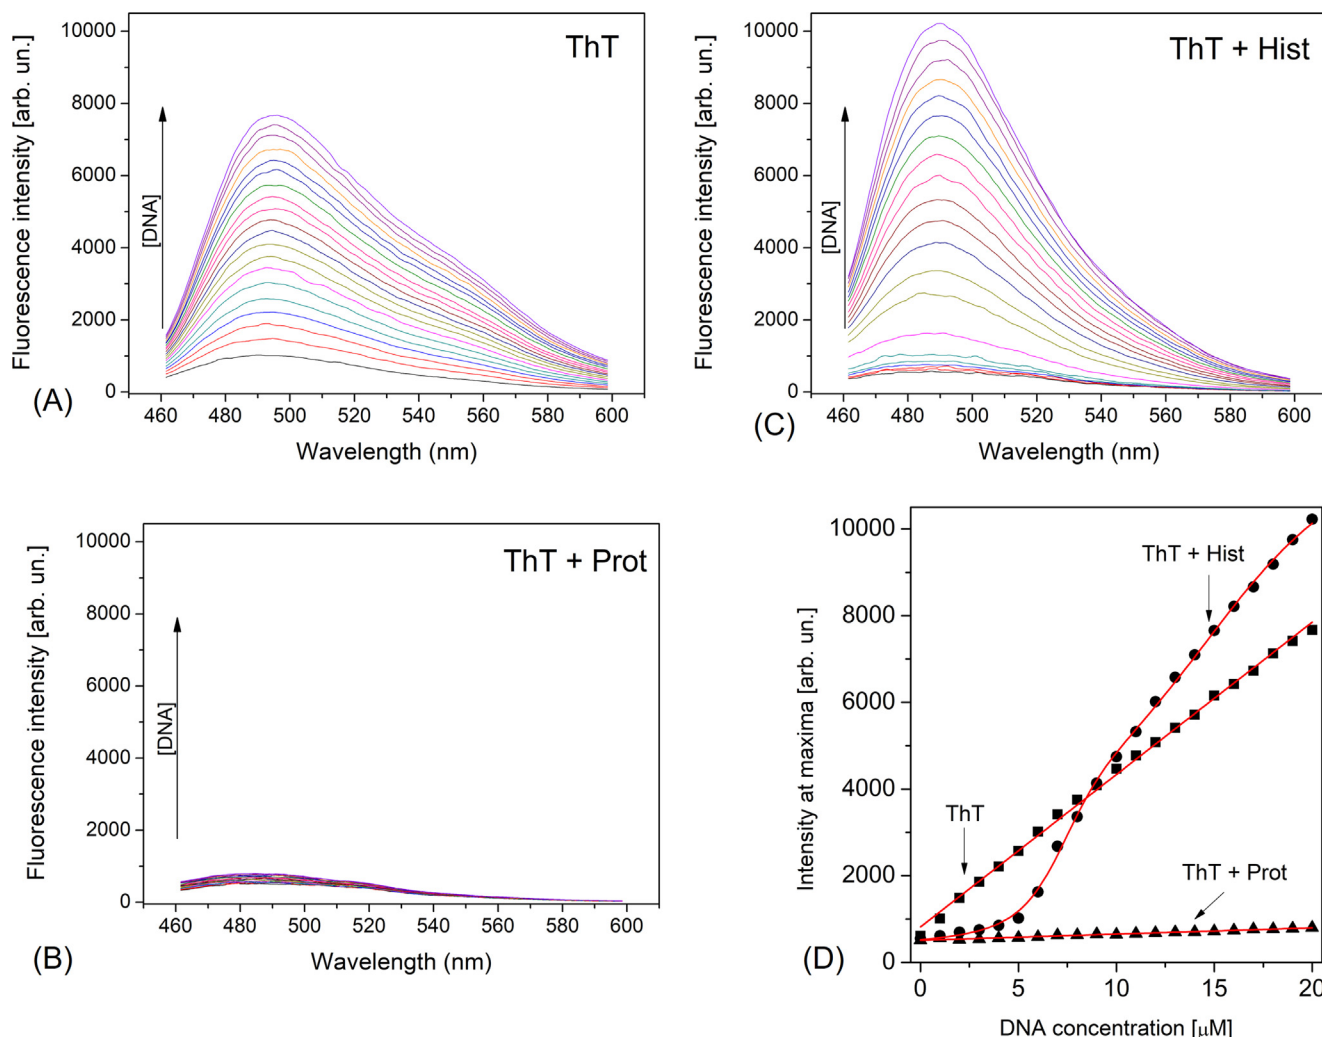 ThT
Fluorescence intensity [arb. un.]
10000
8000
6000
4000
2000
0
[DNA]
460 480 500 520 540 560 580 600
Wavelength (nm)
(A)
ThT + Hist
Fluorescence intensity [arb. un.]
10000
8000
6000
4000
2000
0
[DNA]
460 480 500 520 540 560 580 600
Wavelength (nm)
(C)
ThT + Prot
Fluorescence intensity [arb. un.]
10000
8000
6000
4000
2000
0
[DNA]
460 480 500 520 540 560 580 600
Wavelength (nm)
(B)
Intensity at maxima [arb. un.]
10000
8000
6000
4000
2000
0
ThT + Hist
ThT
ThT + Prot
0 5 10 15 20
DNA concentration [μM]
(D)